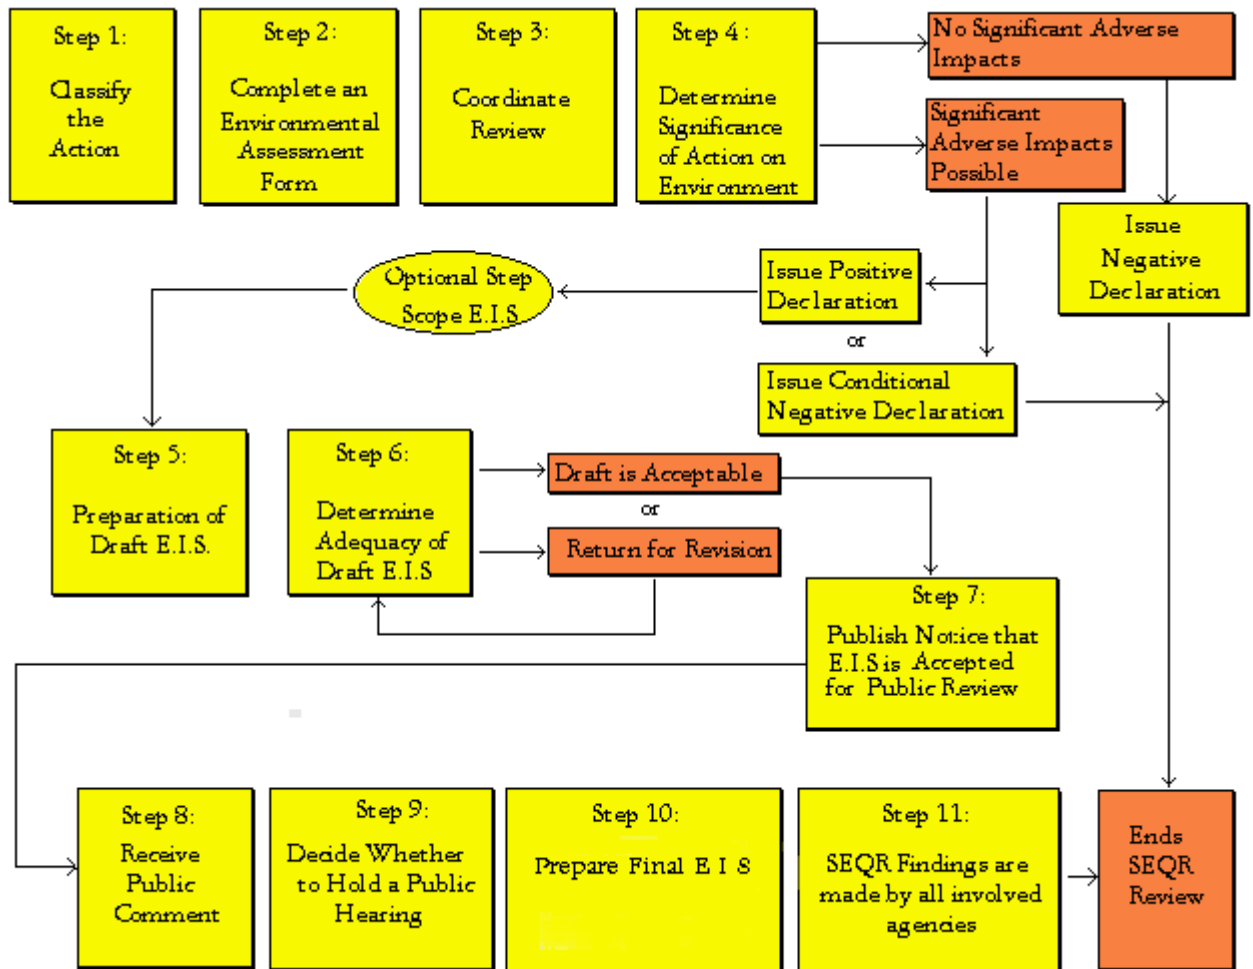 Step 1:
Classify
the
Action
Step 2:
Complete an
Environmental
Assessment
Form
Step 3:
Coordinate
Review
Step 4:
Determine
Significance
of Action on
Environment
No Significant Adverse
Impacts
Significant
Adverse Impacts
Possible
Issue
Negative
Declaration
Issue Positive
Declaration
or
Issue Conditional
Negative Declaration
Optional Step
Scope E.I.S
Step 5:
Preparation of
Draft E.I.S.
Step 6:
Determine
Adequacy of
Draft E.I.S
Draft is Acceptable
or
Return for Revision
Step 7:
Publish Notice that
E.I.S is Accepted
for Public Review
Step 8:
Receive
Public
Comment
Step 9:
Decide Whether
to Hold a Public
Hearing
Step 10:
Prepare Final E I S
Step 11:
SEQR Findings are
made by all involved
agencies
Ends
SEQR
Review